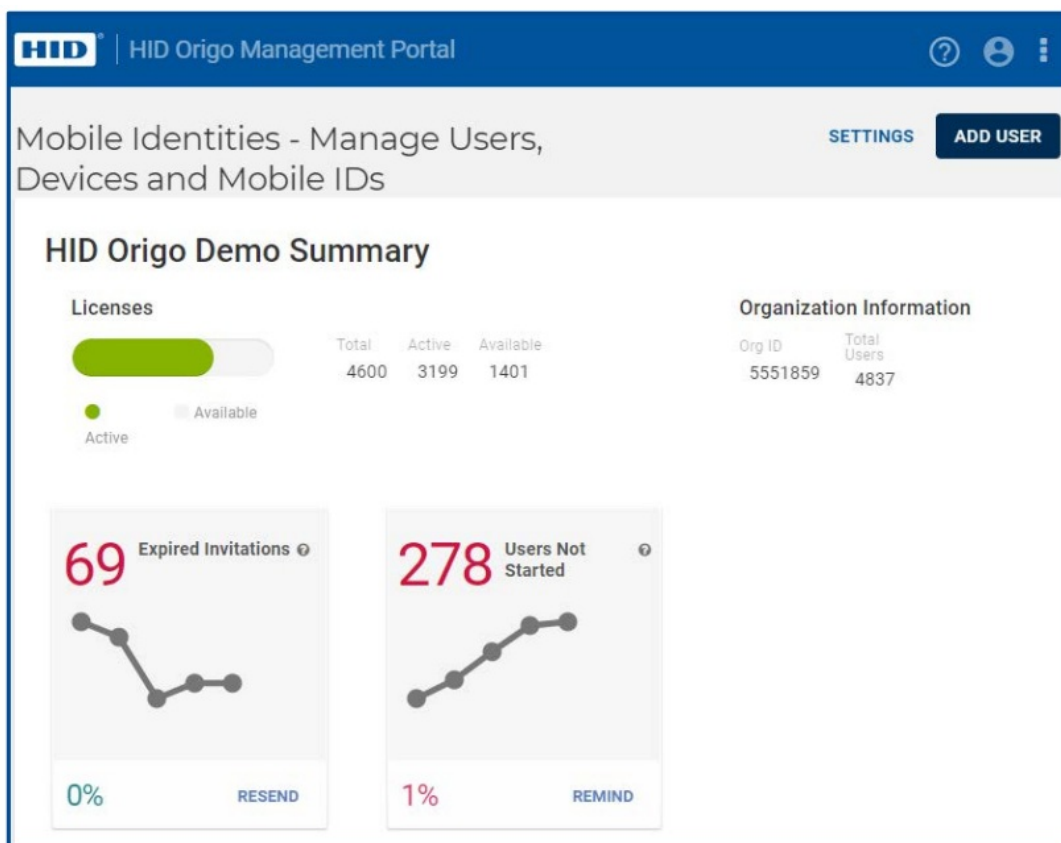 HID® HID Origo Management Portal
Mobile Identities - Manage Users,
Devices and Mobile IDs
SETTINGS
ADD USER
HID Origo Demo Summary
Licenses
Total Active Available
4600 3199 1401
Active
Available
Organization Information
Org ID
5551859
Total
Users
4837
69 Expired Invitations
0% RESEND
278 Users Not
Started
1% REMIND